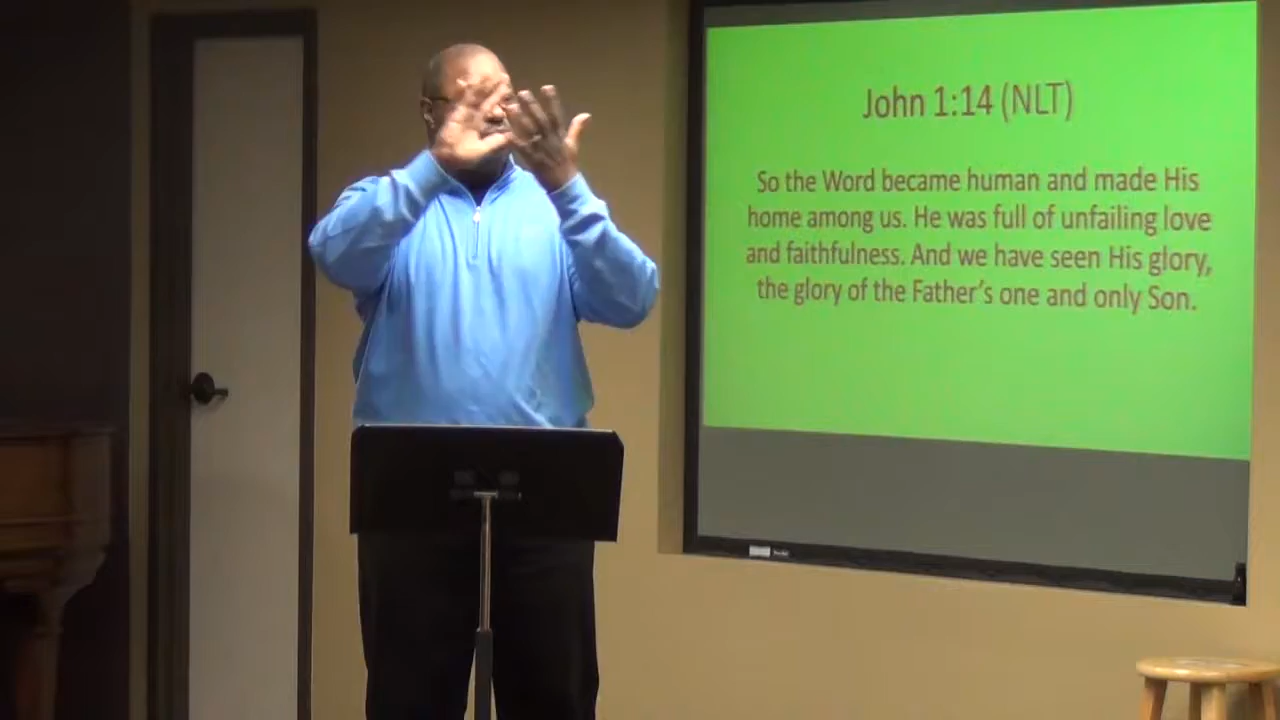 John 1:14 (NLT)
So the Word became human and made His
home among us. He was full of unfailing love
and faithfulness. And we have seen His glory,
the glory of the Father's one and only Son.